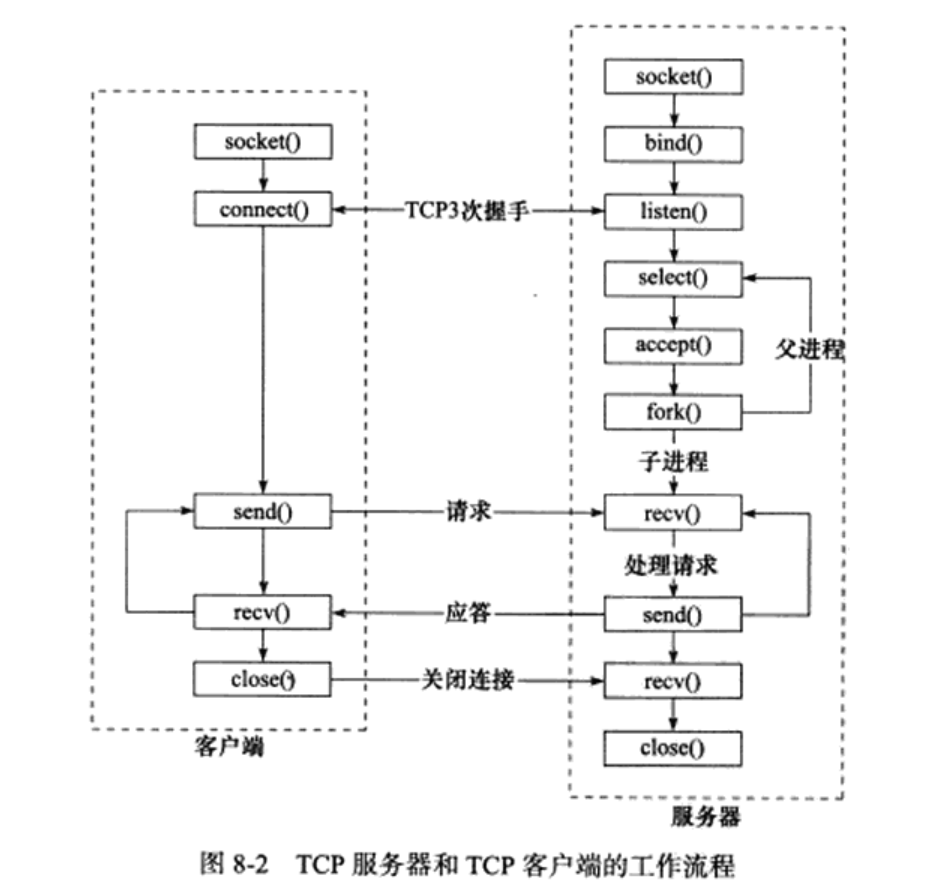 socket()
bind()
socket()
connect()
TCP3次握手
listen()
select()
accept()
父进程
fork()
子进程
send()
请求
recv()
处理请求
recv()
应答
send()
close()
关闭连接
recv()
客户端
close()
服务器
图 8-2 TCP 服务器和 TCP 客户端的工作流程